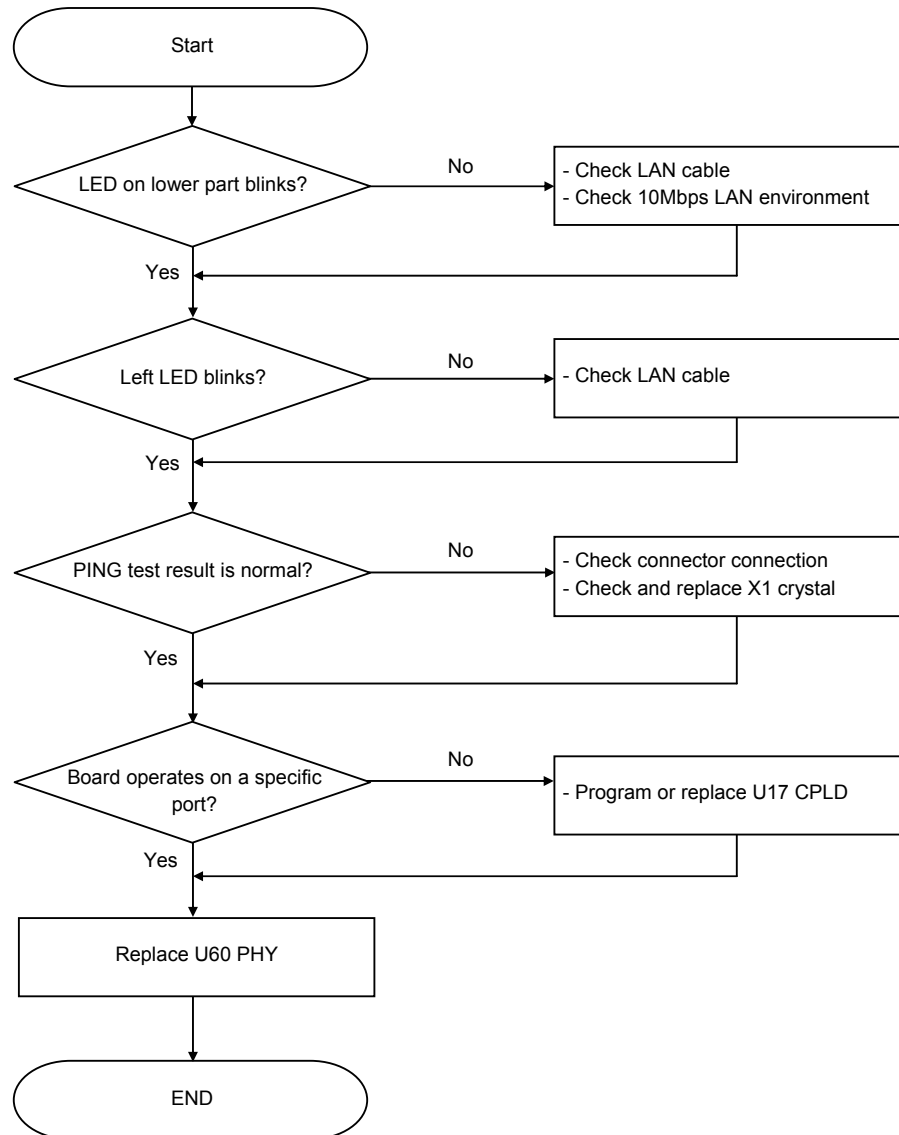 Start
LED on lower part blinks?
No
- Check LAN cable
- Check 10Mbps LAN environment
Yes
Left LED blinks?
No
- Check LAN cable
Yes
PING test result is normal?
No
- Check connector connection
- Check and replace X1 crystal
Yes
Board operates on a specific
port?
No
- Program or replace U17 CPLD
Yes
Replace U60 PHY
END